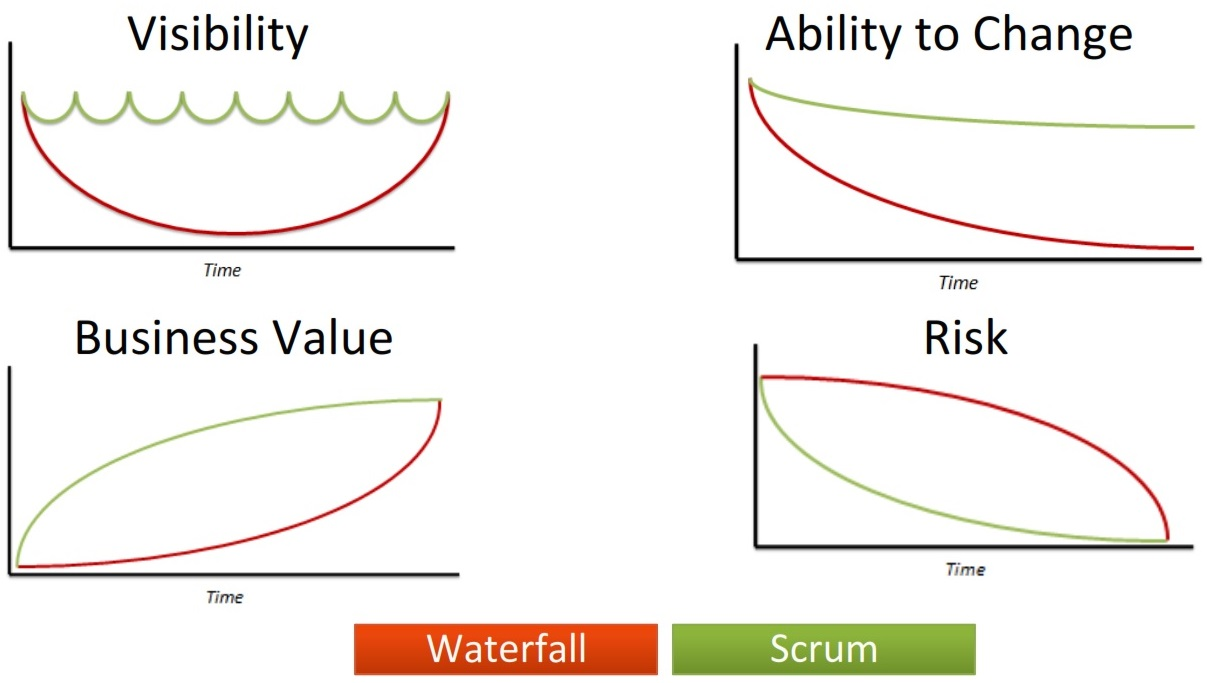 Visibility
Ability to Change
Time
Time
Business Value
Risk
Time
Time
Waterfall
Scrum